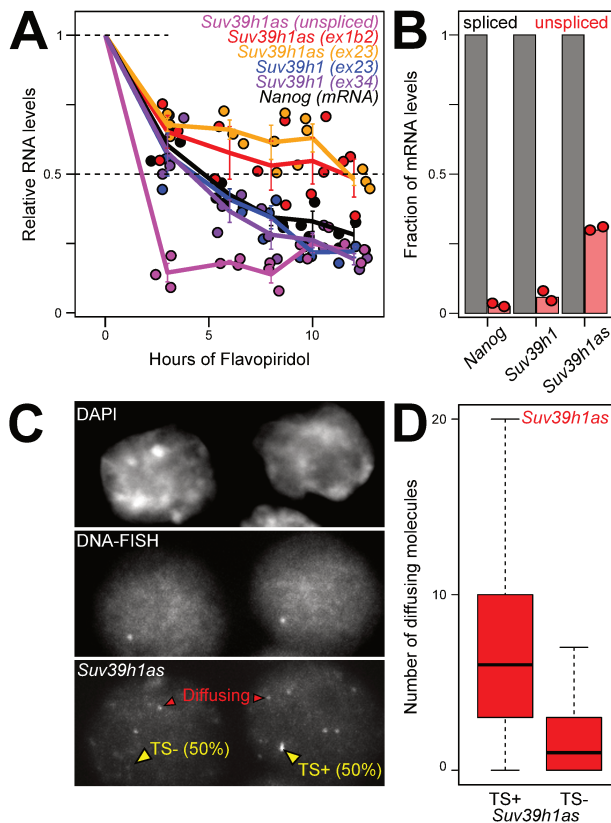 A
Suv39h1as (unspliced)
Suv39h1as (ex1b2)
Suv39h1as (ex23)
Suv39h1 (ex23)
Suv39h1 (ex34)
Nanog (mRNA)
1
0.5
0
Relative RNA levels
0
5
10
Hours of Flavopiridol
B
spliced
unspliced
1
0.5
0
Fraction of mRNA levels
Nanog
Suv39h1
Suv39h1as
C
DAPI
DNA-FISH
Suv39h1as
Diffusing
TS- (50%)
TS+ (50%)
D
Suv39h1as
20
10
0
Number of diffusing molecules
TS+
TS-
Suv39h1as